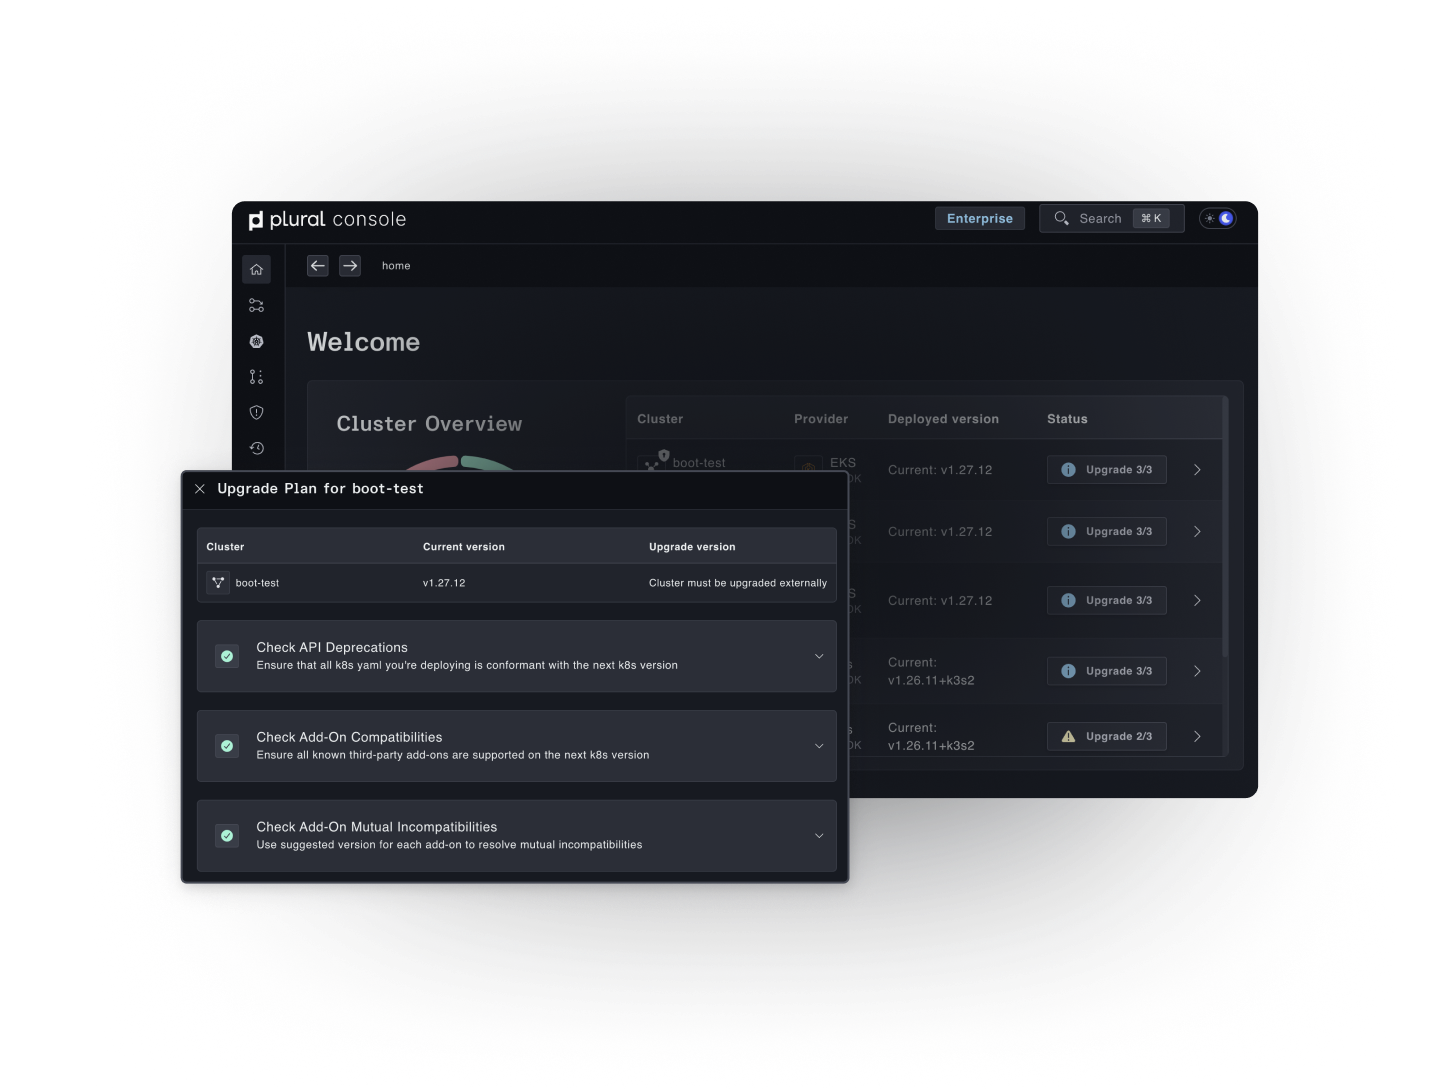 plural console
Enterprise
Search
⌘ K
home
Welcome
Cluster Overview
Cluster Provider Deployed version Status
boot-test EKS Current: v1.27.12 Upgrade 3/3
Current: v1.27.12 Upgrade 3/3
Current: v1.27.12 Upgrade 3/3
Current:
v1.26.11+k3s2
Upgrade 3/3
Current:
v1.26.11+k3s2
Upgrade 2/3
Upgrade Plan for boot-test
Cluster Current version Upgrade version
boot-test v1.27.12 Cluster must be upgraded externally
Check API Deprecations
Ensure that all k8s yaml you're deploying is conformant with the next k8s version
Check Add-On Compatibilities
Ensure all known third-party add-ons are supported on the next k8s version
Check Add-On Mutual Incompatibilities
Use suggested version for each add-on to resolve mutual incompatibilities